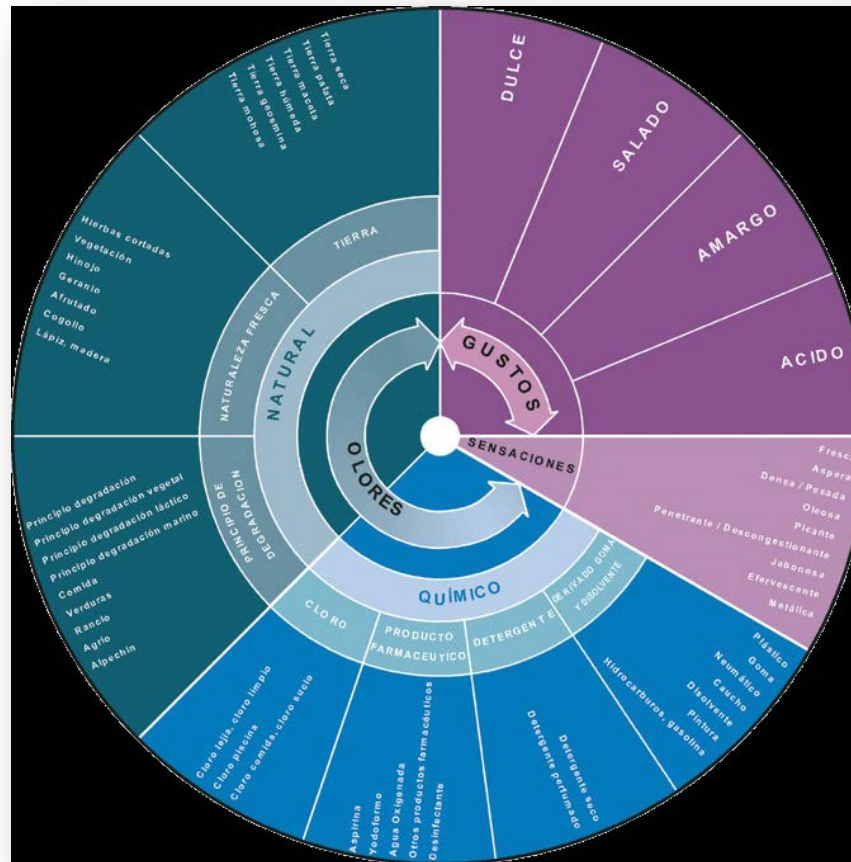 DULCE
SALADO
AMARGO
ACIDO
GUSTOS
SENSACIONES
Fresca
Aspera
Densa / Pesada
Oleosa
Picante
Penetrante / Descongestionante
Jabonosa
Efervescente
Metálica
OLORES
QUÍMICO
DERIVADO GOMA
Y DISOLVENTE
Plástico
Goma
Neumático
Caucho
Disolvente
Pintura
Hidrocarburos, gasolina
DETERGENTE
Detergente seco
Detergente perfumado
PRODUCTO
FARMACEUTICO
Aspirina
Yodoformo
Agua Oxigenada
Otros productos farmacéuticos
Desinfectante
CLORO
Cloro lejía, cloro limpio
Cloro piscina
Cloro comida, cloro sucio
NATURAL
PRINCIPIO DE
DEGRADACION
Principio degradación
Principio degradación vegetal
Principio degradación láctico
Principio degradación marino
Comida
Verduras
Rancio
Agrio
Alpechin
NATURALEZA FRESCA
Hierbas cortadas
Vegetación
Hinojo
Geranio
Afrutado
Cogollo
Lápiz, madera
TIERRA
Tierra mohosa
Tierra geosmina
Tierra húmeda
Tierra maceta
Tierra patata
Tierra seca